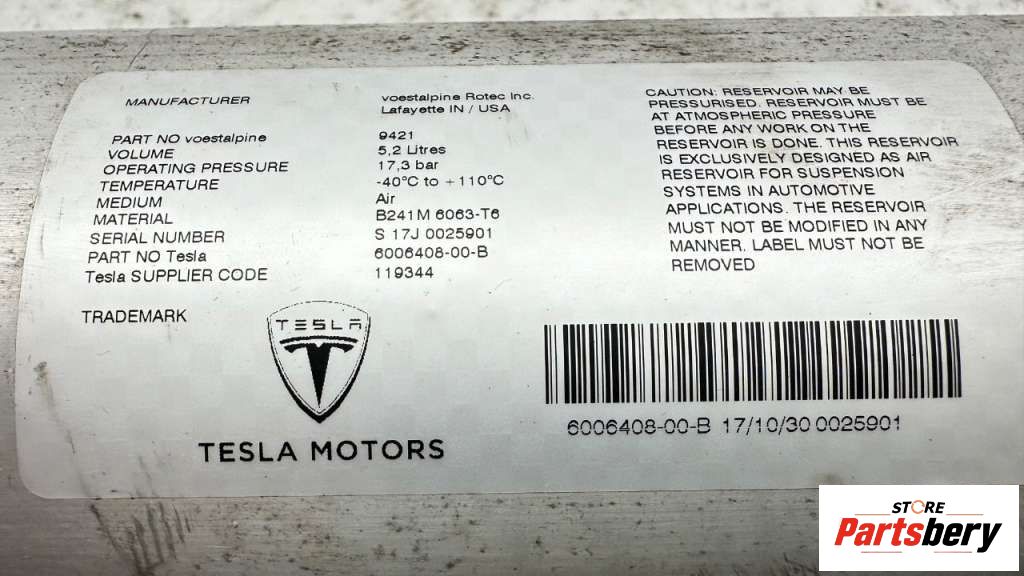 MANUFACTURER voestalpine Rotec Inc.
Lafayette IN / USA
PART NO voestalpine 9421
VOLUME 5,2 Litres
OPERATING PRESSURE 17,3 bar
TEMPERATURE -40°C to +110°C
MEDIUM Air
MATERIAL B241M 6063-T6
SERIAL NUMBER S 17J 0025901
PART NO Tesla 6006408-00-B
Tesla SUPPLIER CODE 119344
TRADEMARK
TESLA
TESLA MOTORS
CAUTION: RESERVOIR MAY BE
PRESSURISED. RESERVOIR MUST BE
AT ATMOSPHERIC PRESSURE
BEFORE ANY WORK ON THE
RESERVOIR IS DONE. THIS RESERVOIR
IS EXCLUSIVELY DESIGNED AS AIR
RESERVOIR FOR SUSPENSION
SYSTEMS IN AUTOMOTIVE
APPLICATIONS. THE RESERVOIR
MUST NOT BE MODIFIED IN ANY
MANNER. LABEL MUST NOT BE
REMOVED
6006408-00-B 17/10/30 0025901
STORE
Partsbery